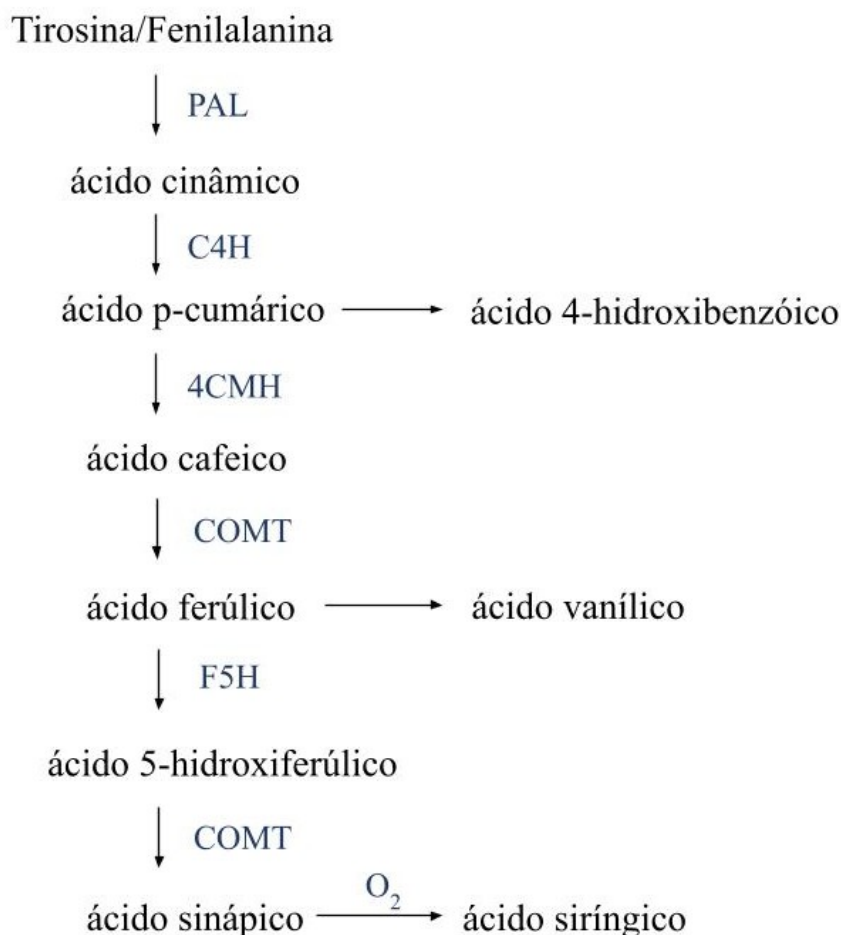 Tirosina/Fenilalanina
PAL
ácido cinâmico
C4H
ácido p-cumárico ácido 4-hidroxibenzóico
4CMH
ácido cafeico
COMT
ácido ferúlico ácido vanílico
F5H
ácido 5-hidroxiferúlico
COMT
O2
ácido sinápico ácido siríngico